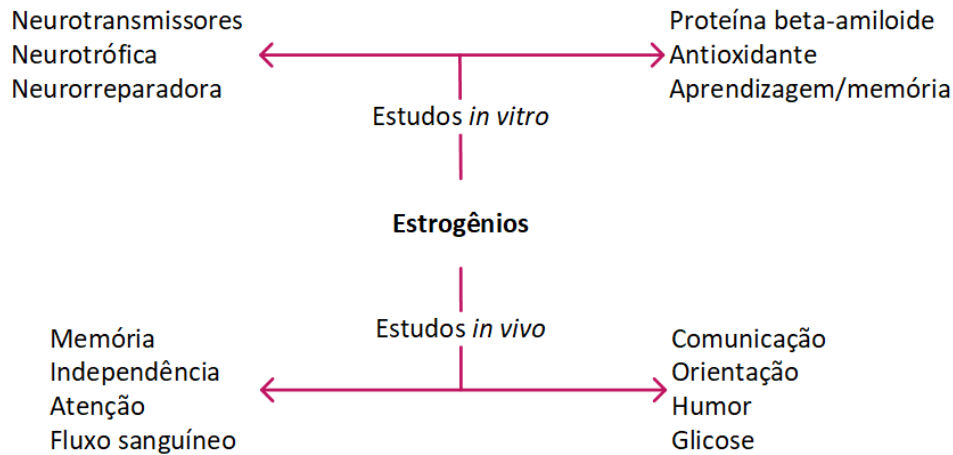 Neurotransmissores
Neurotrófica
Neurorreparadora
Proteína beta-amiloide
Antioxidante
Aprendizagem/memória
Estudos in vitro
Estrogênios
Estudos in vivo
Memória
Independência
Atenção
Fluxo sanguíneo
Comunicação
Orientação
Humor
Glicose